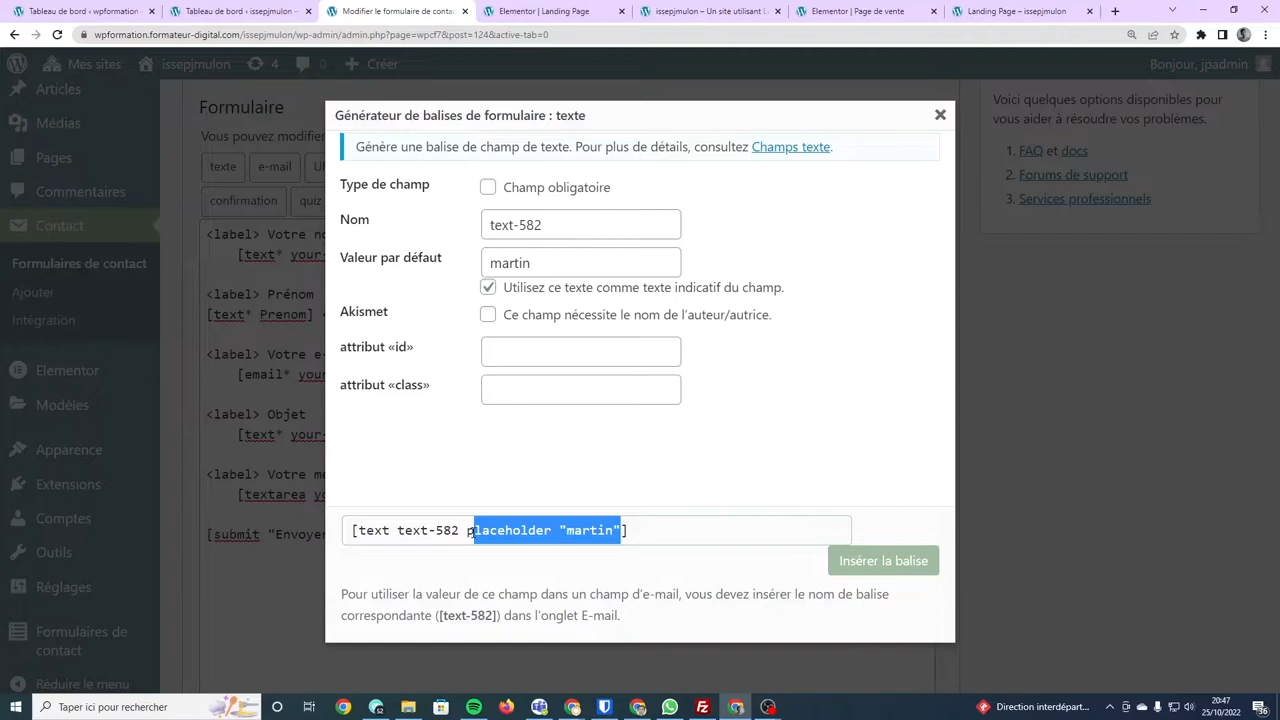 Tableau de bord ‹ wpformation
Tableau de bord ‹ issepjmulon –
Modifier le formulaire de contac
Elementor | Landing Page
issepjmulon – Un site utilisant
Elementor | Page de vente
Landing Page – issepjmulon
wpformation.formateur-digital.com/issepjmulon/wp-admin/admin.php?page=wpcf7&post=124&active-tab=0
Mes sites
issepjmulon
4
0
Créer
Bonjour, jpadmin
Articles
Médias
Pages
Commentaires
Contact
Formulaires de contact
Ajouter
Intégration
Elementor
Modèles
Apparence
Extensions
Comptes
Outils
Réglages
Formulaires de
contact
Réduire le menu
Formulaire
Vous pouvez modifier
texte
e-mail
confirmation
quiz
<label> Votre no
[text* your-
<label> Prénom
[text* Prenom] <
<label> Votre e-
[email* your
<label> Objet
[text* your-
<label> Votre me
[textarea yo
[submit "Envoyer
Générateur de balises de formulaire : texte
Génère une balise de champ de texte. Pour plus de détails, consultez Champs texte.
Type de champ
Champ obligatoire
Nom
text-582
Valeur par défaut
martin
Utilisez ce texte comme texte indicatif du champ.
Akismet
Ce champ nécessite le nom de l’auteur/autrice.
attribut «id»
attribut «class»
[text text-582 placeholder "martin"]
Insérer la balise
Pour utiliser la valeur de ce champ dans un champ d’e-mail, vous devez insérer le nom de balise
correspondante ([text-582]) dans l’onglet E-mail.
Voici quelques options disponibles pour
vous aider à résoudre vos problèmes.
1. FAQ et docs
2. Forums de support
3. Services professionnels
Taper ici pour rechercher
Direction interdépart...
20:47
25/10/2022